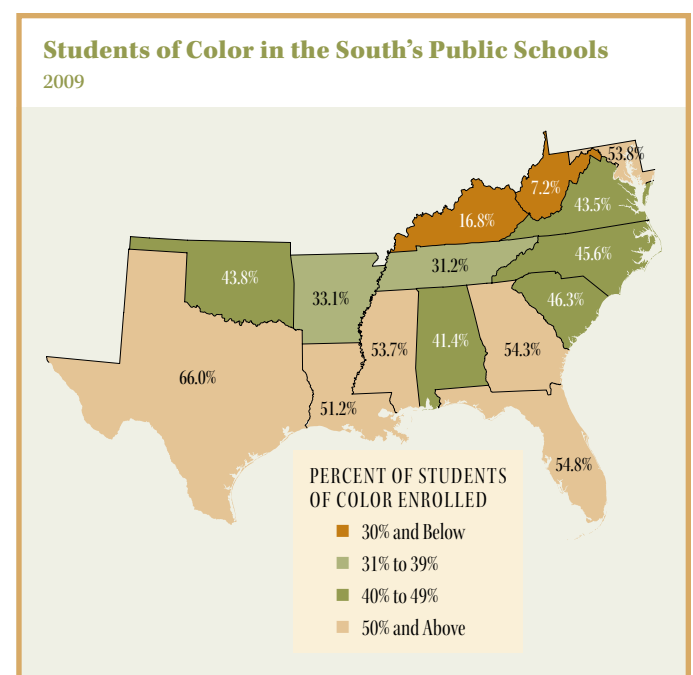 Students of Color in the South's Public Schools
2009
53.8%
7.2%
43.5%
16.8%
45.6%
31.2%
43.8%
33.1%
46.3%
41.4%
53.7%
54.3%
66.0%
51.2%
54.8%
PERCENT OF STUDENTS
OF COLOR ENROLLED
30% and Below
31% to 39%
40% to 49%
50% and Above